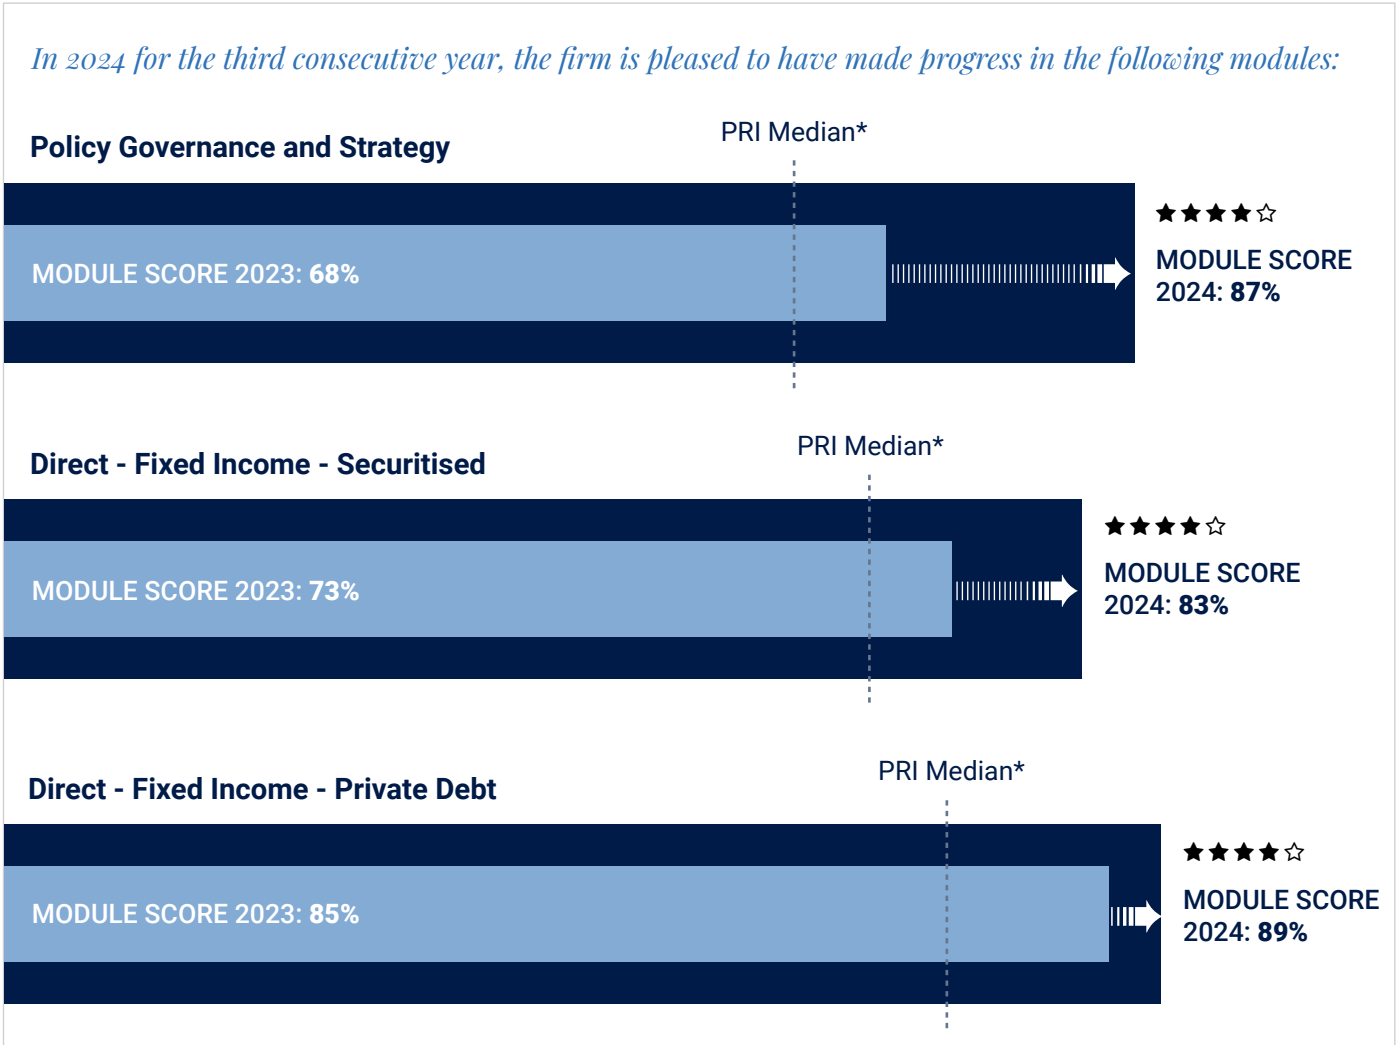 In 2024 for the third consecutive year, the firm is pleased to have made progress in the following modules:
PRI Median*
Policy Governance and Strategy
MODULE SCORE 2023: 68%
MODULE SCORE
2024: 87%
PRI Median*
Direct - Fixed Income - Securitised
MODULE SCORE 2023: 73%
MODULE SCORE
2024: 83%
PRI Median*
Direct - Fixed Income - Private Debt
MODULE SCORE 2023: 85%
MODULE SCORE
2024: 89%